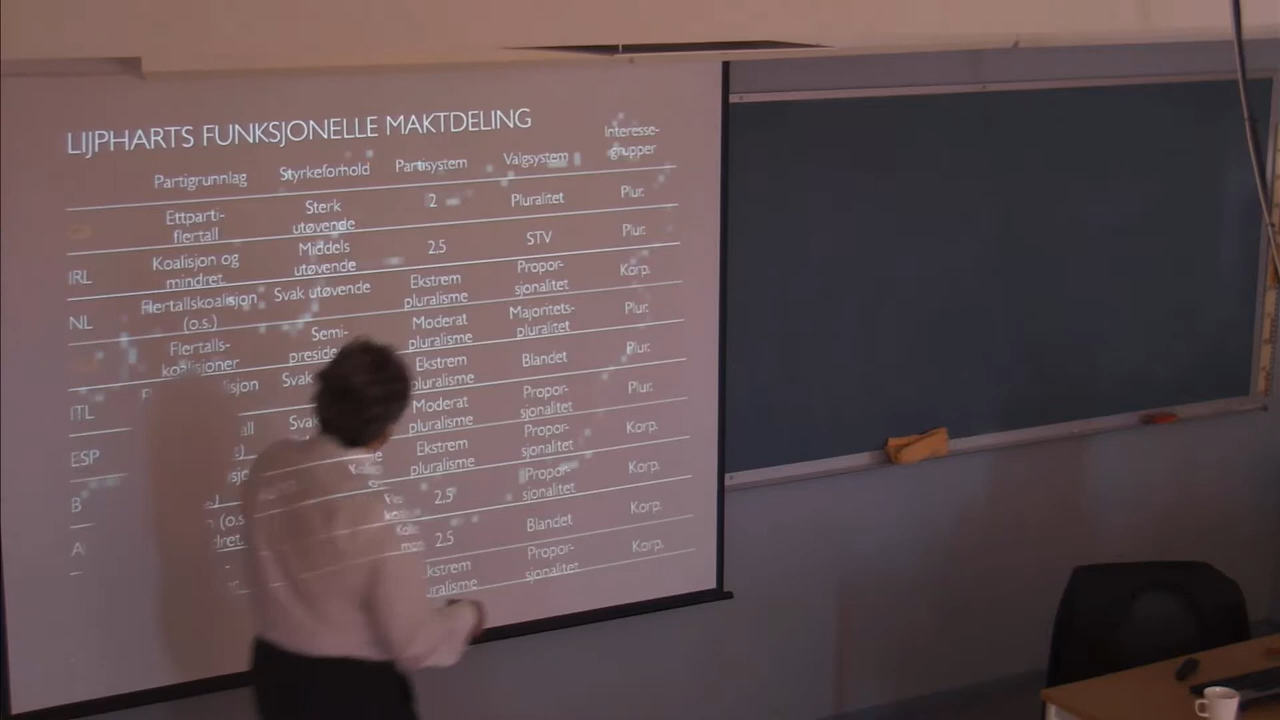 LIJPHARTS FUNKSJONELLE MAKTDELING
Partigrunnlag Styrkeforhold Partisystem Valgsystem Interesse-
grupper
Ettparti-
flertall Sterk
utøvende 2 Pluralitet Plur.
IRL Koalisjon og
mindret. Middels
utøvende 2,5 STV Plur.
NL Flertallskoalisjon
(o.s.) Svak utøvende Ekstrem
pluralisme Propor-
sjonalitet Korp.
Flertalls-
koalisjoner Semi- Moderat
pluralisme Majoritets-
pluralitet Plur.
ITL Svak Ekstrem
pluralisme Blandet Plur.
ESP Moderat
pluralisme Propor-
sjonalitet Plur.
B Ekstrem
pluralisme Propor-
sjonalitet Korp.
A (o.s 2,5 Propor-
sjonalitet Korp.
2,5 Blandet Korp.
Propor-
sjonalitet Korp.